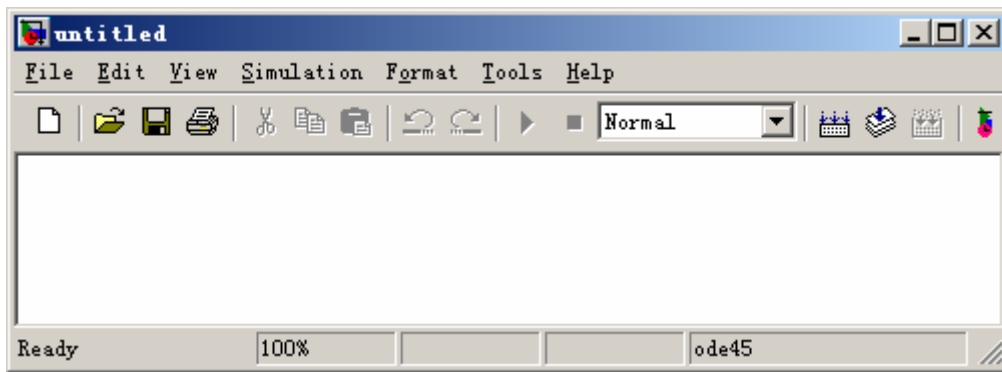 untitled
File Edit View Simulation Format Tools Help
Normal
Ready 100% ode45